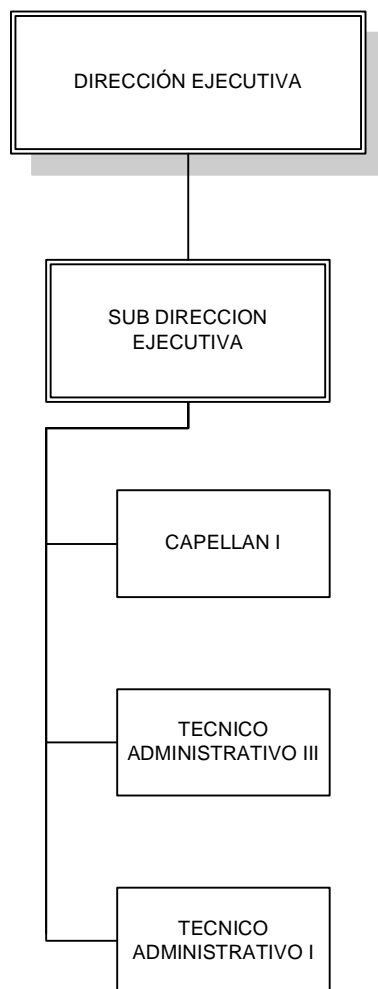 DIRECCIÓN EJECUTIVA
SUB DIRECCION
EJECUTIVA
CAPELLAN I
TECNICO
ADMINISTRATIVO III
TECNICO
ADMINISTRATIVO I